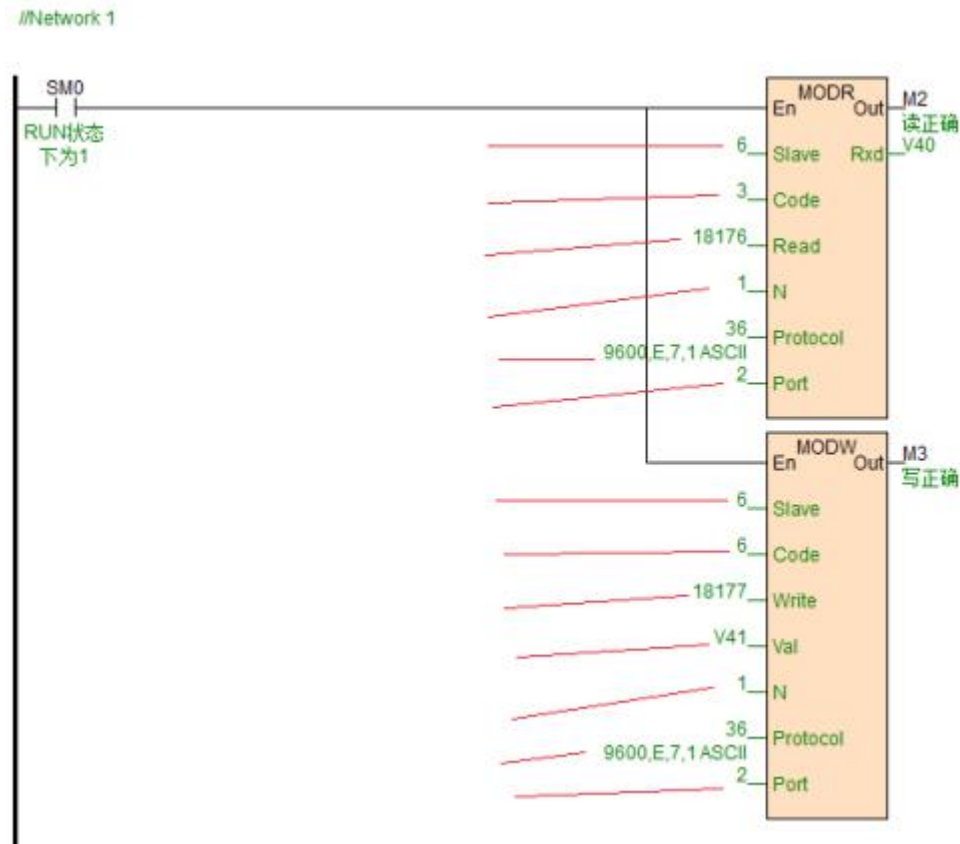 //Network 1
SM0
RUN状态
下为1
MODR
En Out
M2
读正确
6 Slave Rxd V40
3 Code
18176 Read
1 N
36 Protocol
9600,E,7,1 ASCII
2 Port
MODW
En Out
M3
写正确
6 Slave
6 Code
18177 Write
V41 Val
1 N
36 Protocol
9600,E,7,1 ASCII
2 Port